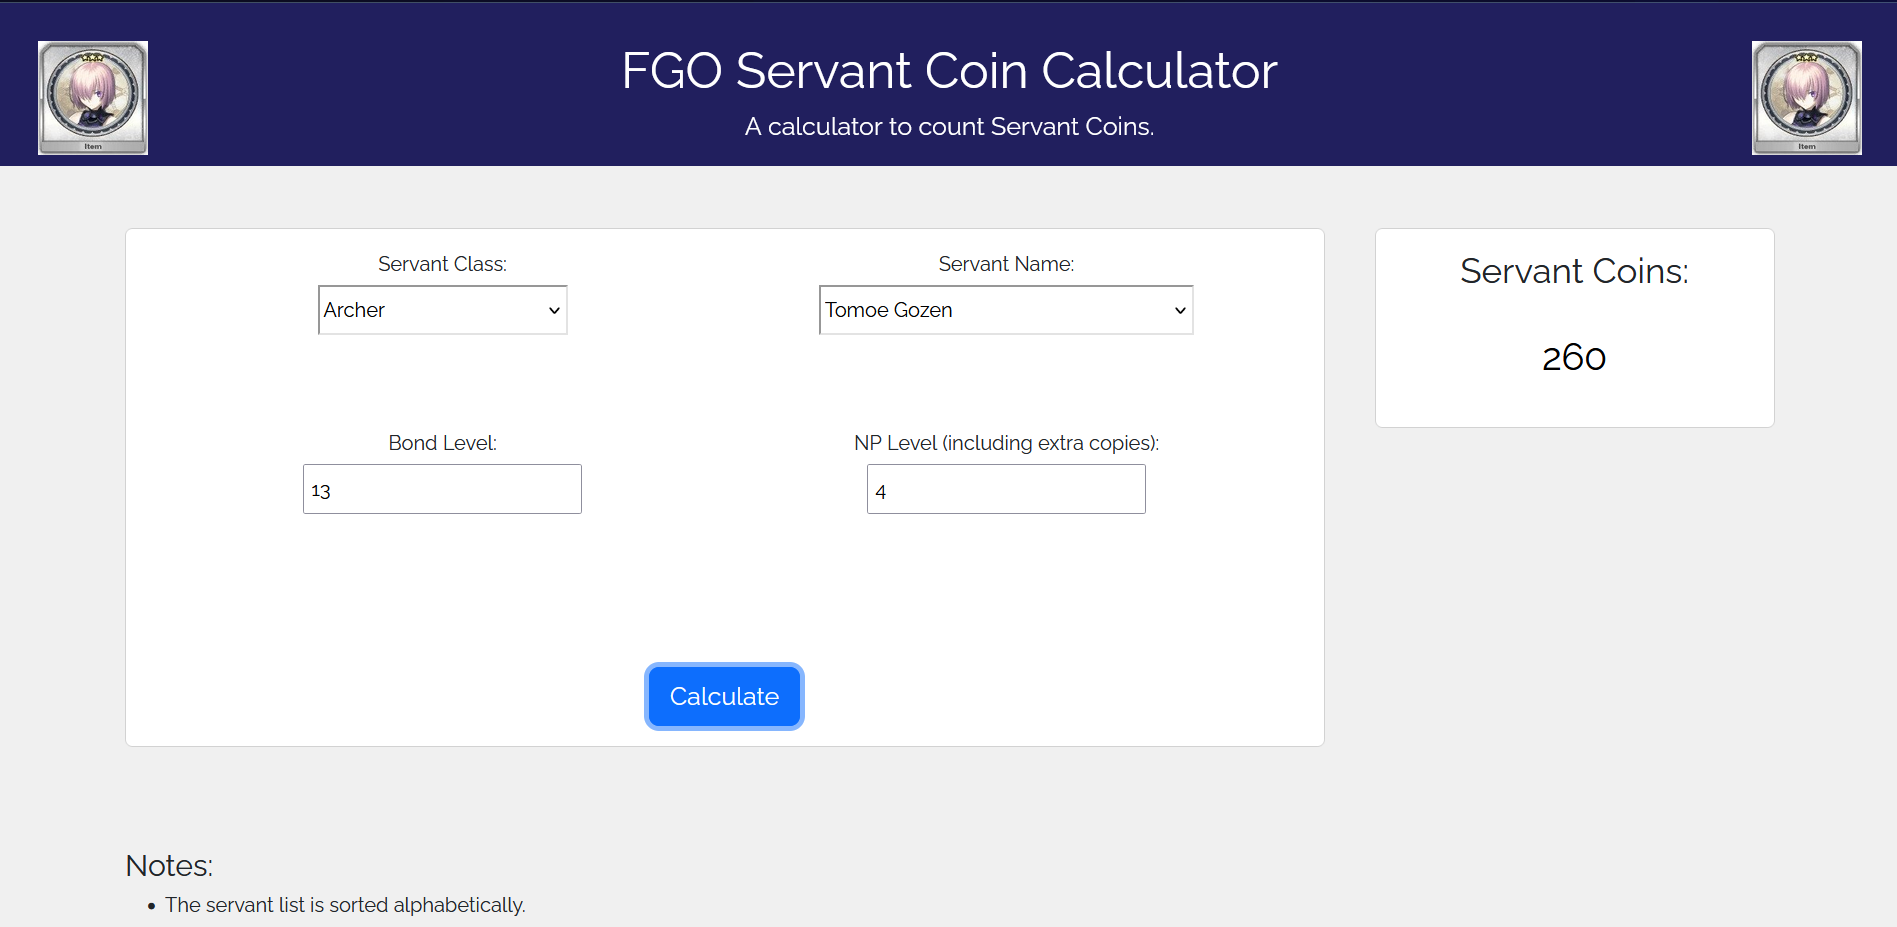 FGO Servant Coin Calculator
A calculator to count Servant Coins.
Item
Item
Servant Class:
Servant Name:
Archer
Tomoe Gozen
Bond Level:
NP Level (including extra copies):
13
4
Calculate
Servant Coins:
260
Notes:
• The servant list is sorted alphabetically.